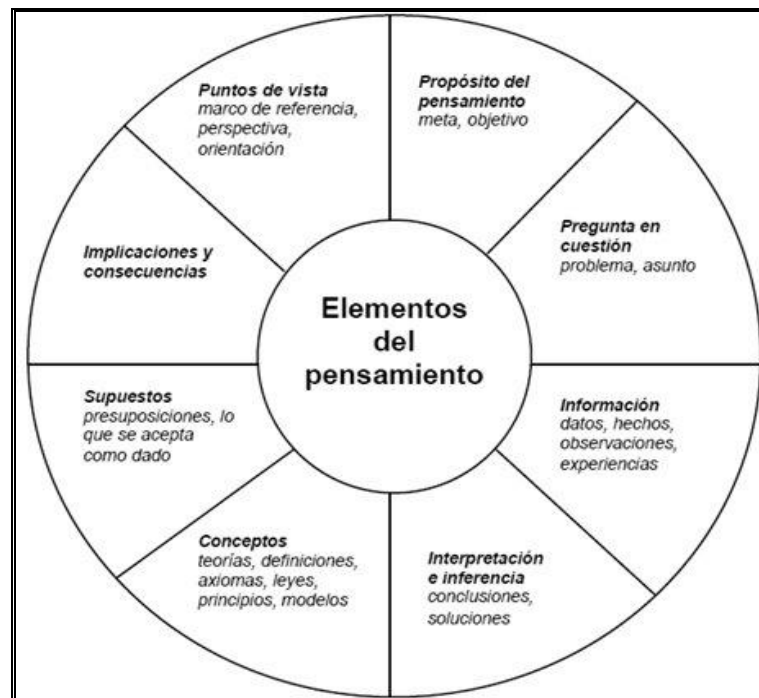 Puntos de vista
marco de referencia,
perspectiva,
orientación
Propósito del
pensamiento
meta, objetivo
Pregunta en
cuestión
problema, asunto
Implicaciones y
consecuencias
Elementos
del
pensamiento
Supuestos
presuposiciones, lo
que se acepta
como dado
Información
datos, hechos,
observaciones,
experiencias
Conceptos
teorías, definiciones,
axiomas, leyes,
principios, modelos
Interpretación
e inferencia
conclusiones,
soluciones